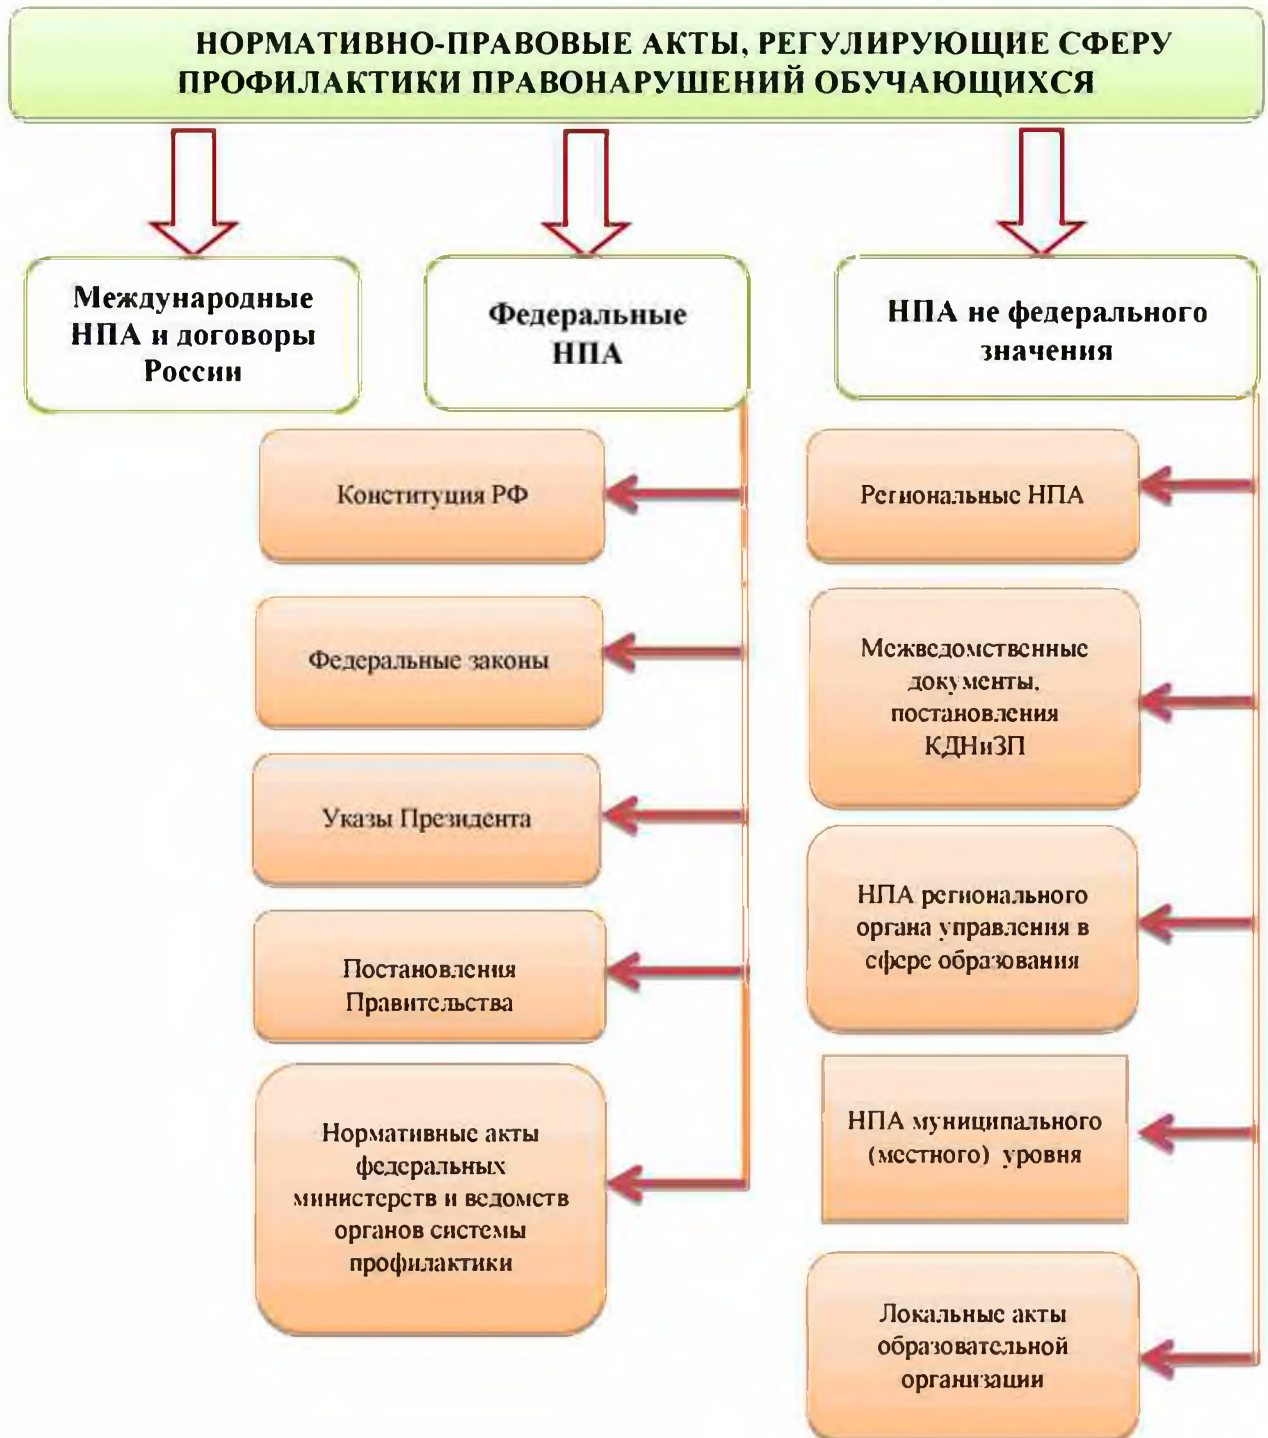 НОРМАТИВНО-ПРАВОВЫЕ АКТЫ, РЕГУЛИРУЮЩИЕ СФЕРУ
ПРОФИЛАКТИКИ ПРАВОНАРУШЕНИЙ ОБУЧАЮЩИХСЯ
Международные
НПА и договоры
России
Федеральные
НПА
НПА не федерального
значения
Конституция РФ
Федеральные законы
Указы Президента
Постановления
Правительства
Нормативные акты
федеральных
министерств и ведомств
органов системы
профилактики
Региональные НПА
Межведомственные
документы,
постановления
КДНиЗП
НПА регионального
органа управления в
сфере образования
НПА муниципального
(местного) уровня
Локальные акты
образовательной
организации